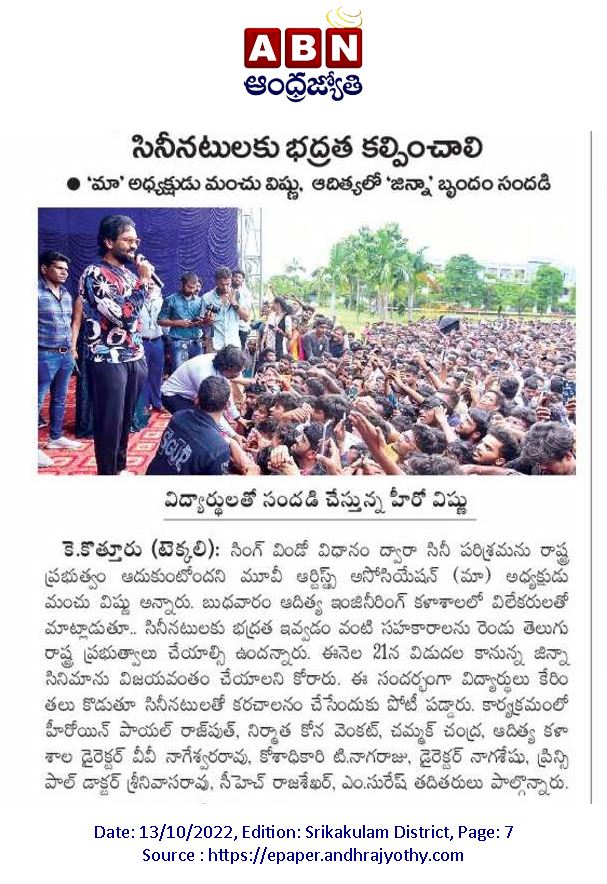 ABN
ఆంధ్రజ్యోతి
సినీనటులకు భద్రత కల్పించాలి
● ‘మా’ అధ్యక్షుడు మంచు విష్ణు, ఆదిత్యలో ‘జిన్నా’ బృందం సందడి
విద్యార్థులతో సందడి చేస్తున్న హీరో విష్ణు
కె.కొత్తూరు (టెక్కలి): సింగ్ విండో విధానం ద్వారా సినీ పరిశ్రమను రాష్ట్ర
ప్రభుత్వం ఆదుకుంటోందని మూవీ ఆర్టిస్ట్స్ అసోసియేషన్ (మా) అధ్యక్షుడు
మంచు విష్ణు అన్నారు. బుధవారం ఆదిత్య ఇంజినీరింగ్ కళాశాలలో విలేకరులతో
మాట్లాడుతూ.. సినీనటులకు భద్రత ఇవ్వడం వంటి సహకారాలను రెండు తెలుగు
రాష్ట్ర ప్రభుత్వాలు చేయాల్సి ఉందన్నారు. ఈనెల 21న విడుదల కానున్న జిన్నా
సినిమాను విజయవంతం చేయాలని కోరారు. ఈ సందర్భంగా విద్యార్థులు కేరిం
తలు కొడుతూ సినీనటులతో కరచాలనం చేసేందుకు పోటీ పడ్డారు. కార్యక్రమంలో
హీరోయిన్ పాయల్ రాజ్‌పుత్, నిర్మాత కోన వెంకట్, చమ్మక్ చంద్ర, ఆదిత్య కళా
శాల డైరెక్టర్ వీవీ నాగేశ్వరరావు, కోశాధికారి టి.నాగరాజు, డైరెక్టర్ నాగశేషు, ప్రిన్సి
పాల్ డాక్టర్ శ్రీనివాసరావు, సీహెచ్ రాజశేఖర్, ఎం.సురేష్ తదితరులు పాల్గొన్నారు.
Date: 13/10/2022, Edition: Srikakulam District, Page: 7
Source : https://epaper.andhrajyothy.com